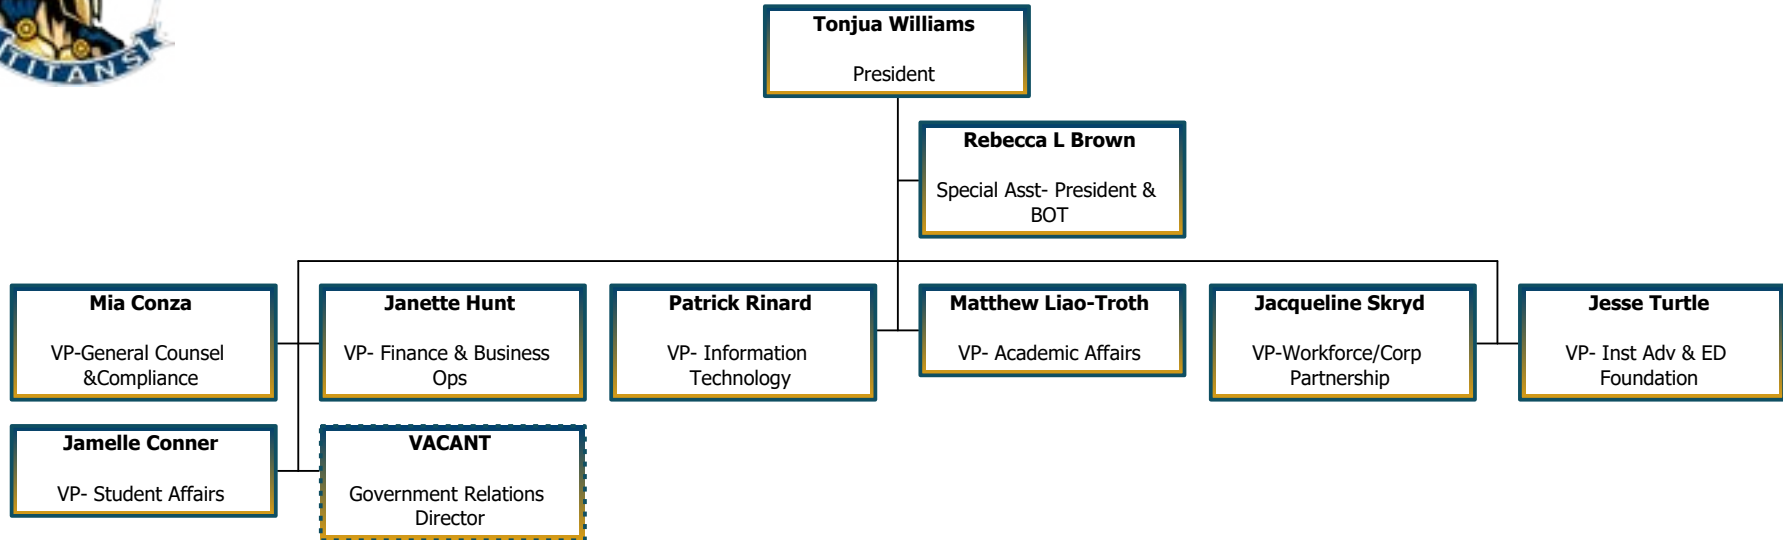 TITANS
Tonjua Williams
President
Rebecca L Brown
Special Asst- President &
BOT
Mia Conza
VP-General Counsel
&Compliance
Janette Hunt
VP- Finance & Business
Ops
Patrick Rinard
VP- Information
Technology
Matthew Liao-Troth
VP- Academic Affairs
Jacqueline Skryd
VP-Workforce/Corp
Partnership
Jesse Turtle
VP- Inst Adv & ED
Foundation
Jamelle Conner
VP- Student Affairs
VACANT
Government Relations
Director